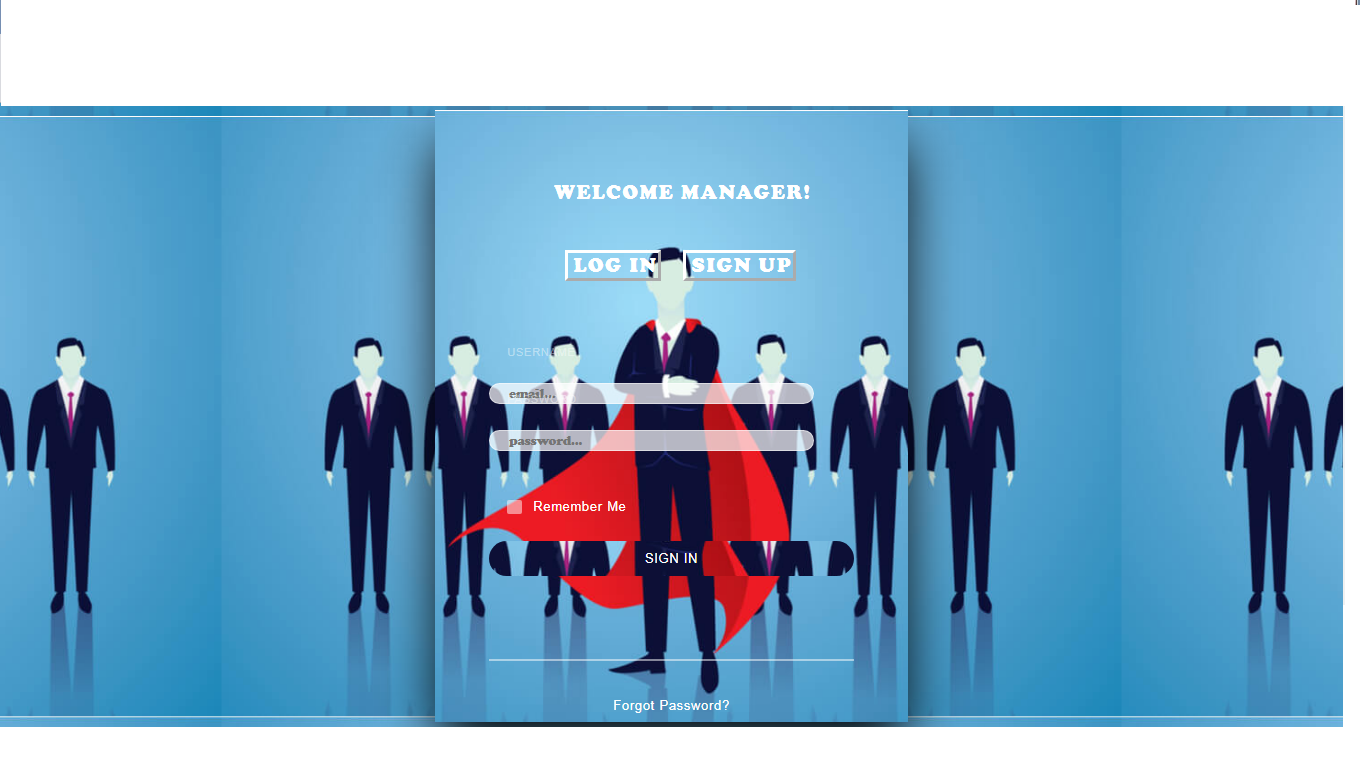 WELCOME MANAGER!
LOG IN SIGN UP
USERNAME
email...
password...
Remember Me
SIGN IN
Forgot Password?